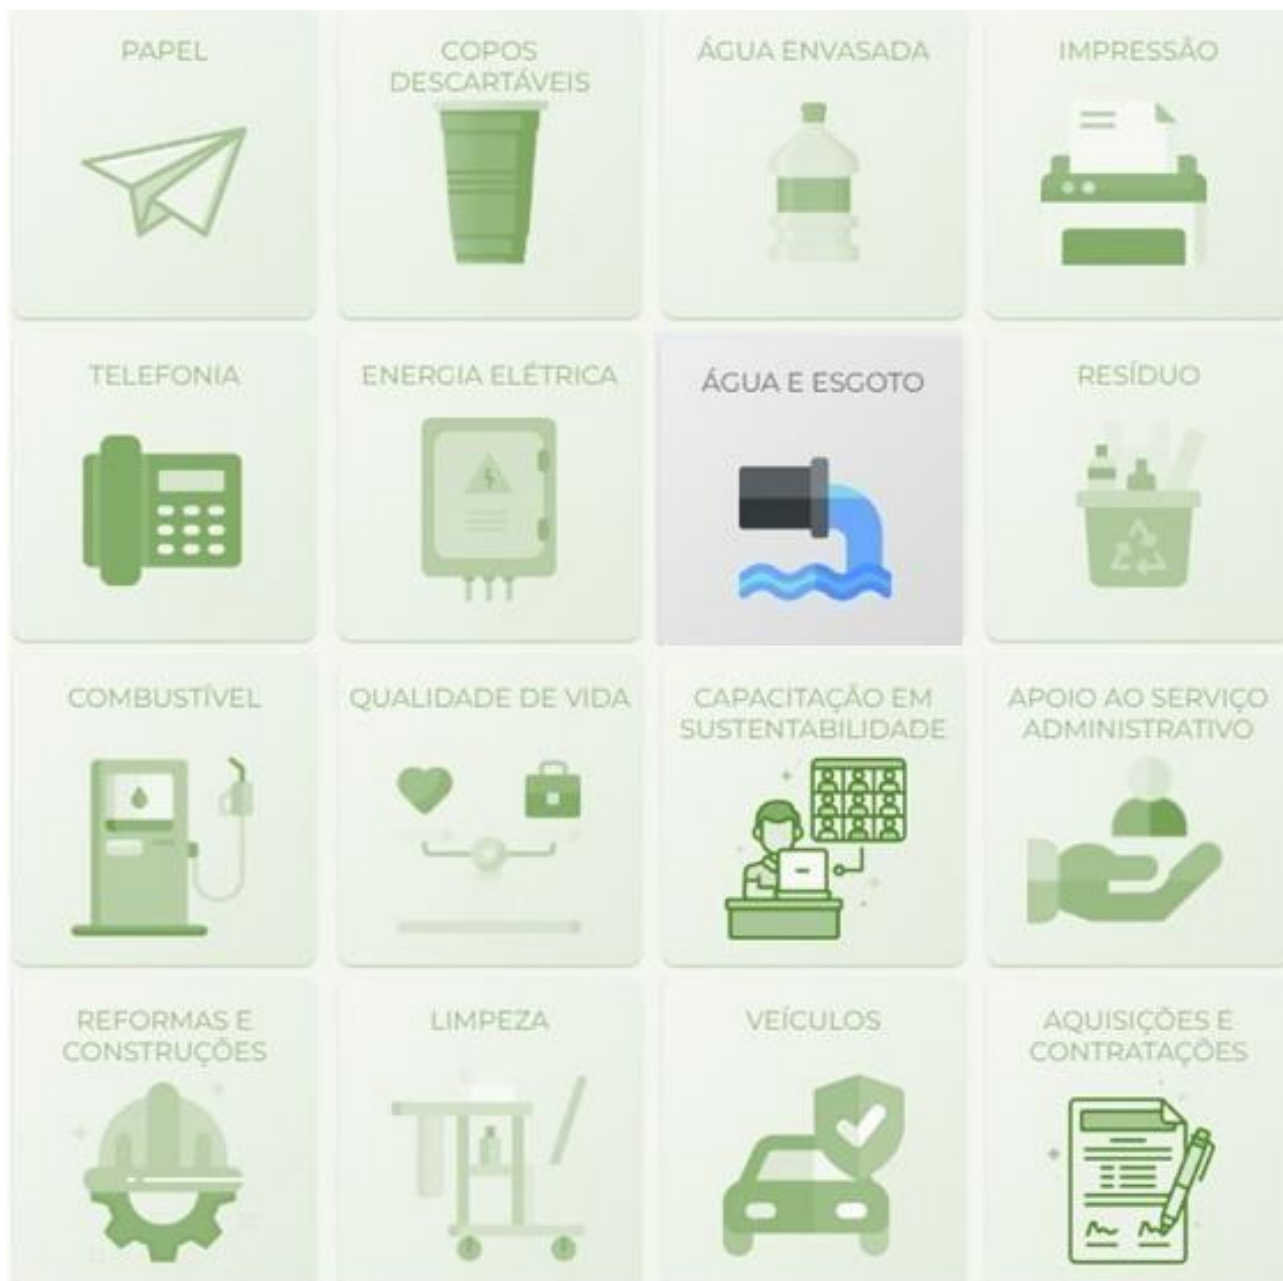 PAPEL
COPOS
DESCARTÁVEIS
ÁGUA ENVASADA
IMPRESSÃO
TELEFONIA
ENERGIA ELÉTRICA
ÁGUA E ESGOTO
RESÍDUO
COMBUSTÍVEL
QUALIDADE DE VIDA
CAPACITAÇÃO EM
SUSTENTABILIDADE
APOIO AO SERVIÇO
ADMINISTRATIVO
REFORMAS E
CONSTRUÇÕES
LIMPEZA
VEÍCULOS
AQUISIÇÕES E
CONTRATAÇÕES